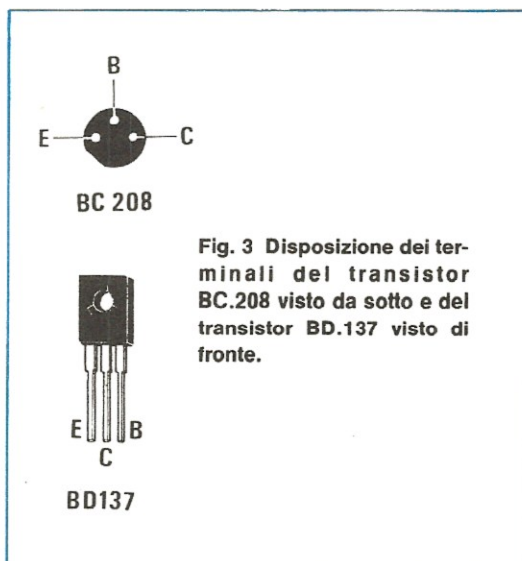 B
E C
BC 208
Fig. 3 Disposizione dei ter-
minali del transistor
BC.208 visto da sotto e del
transistor BD.137 visto di
fronte.
E B
C
BD137